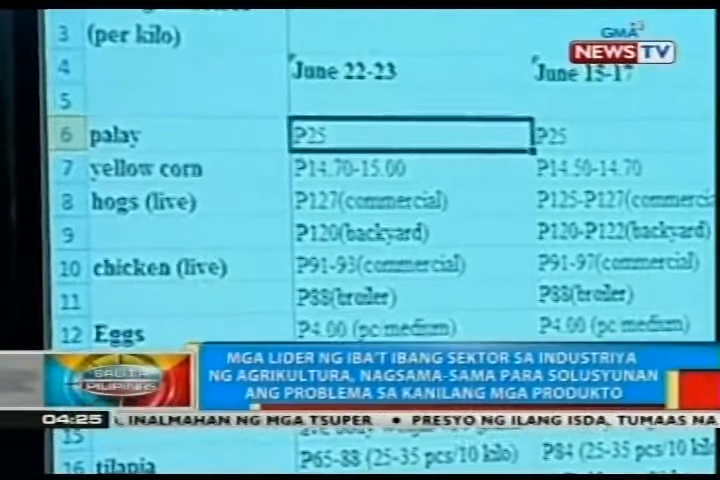 3 (per kilo)
GMA
NEWS TV
4 June 22-23 June 15-17
5
6 palay P25 P25
7 yellow corn P14.70-15.00 P14.50-14.70
8 hogs (live) P127(commercial) P125-P127(commercia
9 P120(backyard) P120-P122(backyard)
10 chicken (live) P91-93(commercial) P91-97(commercial)
11 P88(broiler) P88(broiler)
12 Eggs P4.00 (pc medium) P4.00 (pc medium)
BALITA PILIPINAS
MGA LIDER NG IBA'T IBANG SEKTOR SA INDUSTRIYA
NG AGRIKULTURA, NAGSAMA-SAMA PARA SOLUSYUNAN
ANG PROBLEMA SA KANILANG MGA PRODUKTO
04:25 , INALMAHAN NG MGA TSUPER • PRESYO NG ILANG ISDA, TUMAAS NA
15
16 tilapia P65-88 (25-35 pcs/10 kilo) P84 (25-35 pcs/10 kil